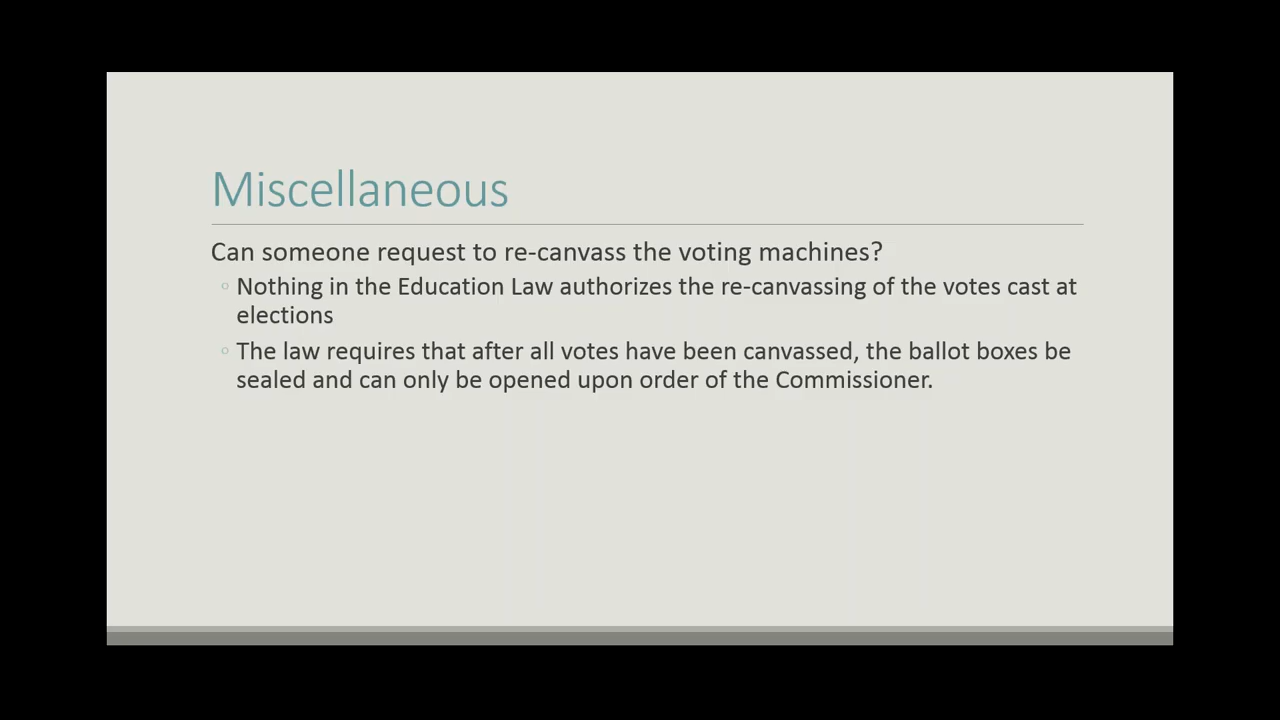 Miscellaneous
Can someone request to re-canvass the voting machines?
Nothing in the Education Law authorizes the re-canvassing of the votes cast at
elections
The law requires that after all votes have been canvassed, the ballot boxes be
sealed and can only be opened upon order of the Commissioner.